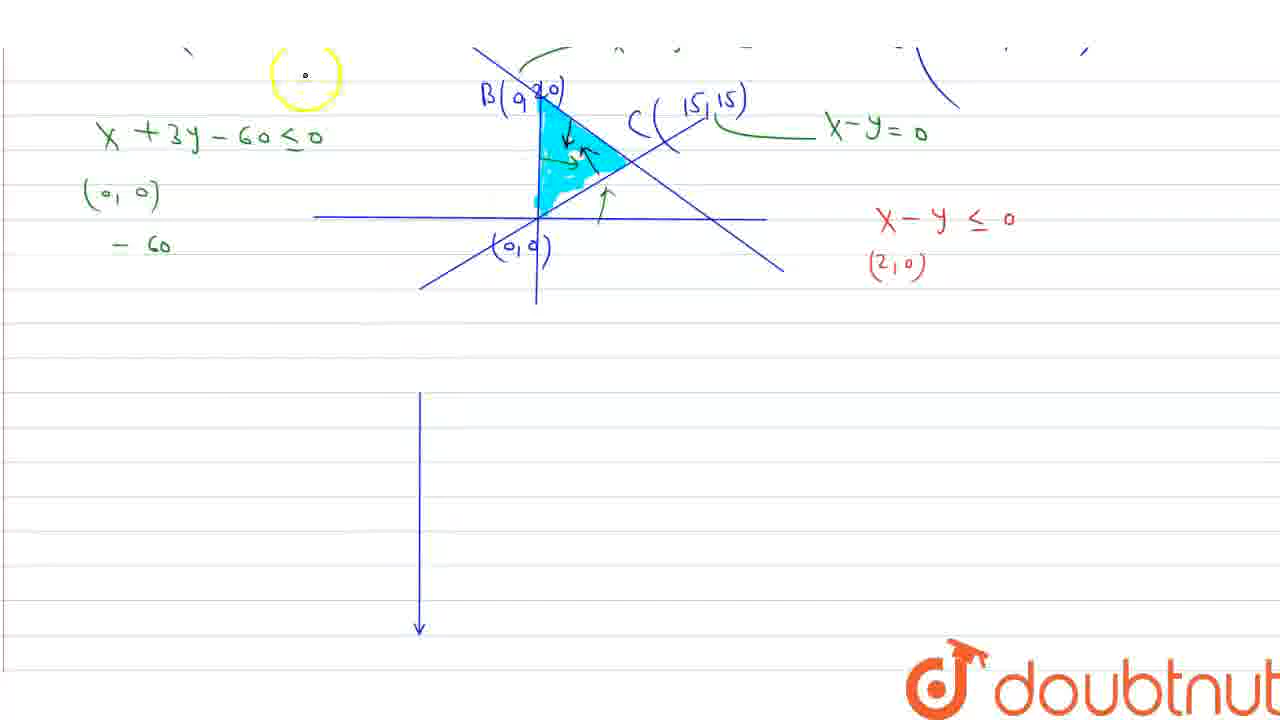 B(0,20)
C(15,15)
x + 3y - 60 ≤ 0
x - y = 0
(0, 0)
x - y ≤ 0
- 60
(0,0)
(2,0)
doubtnut